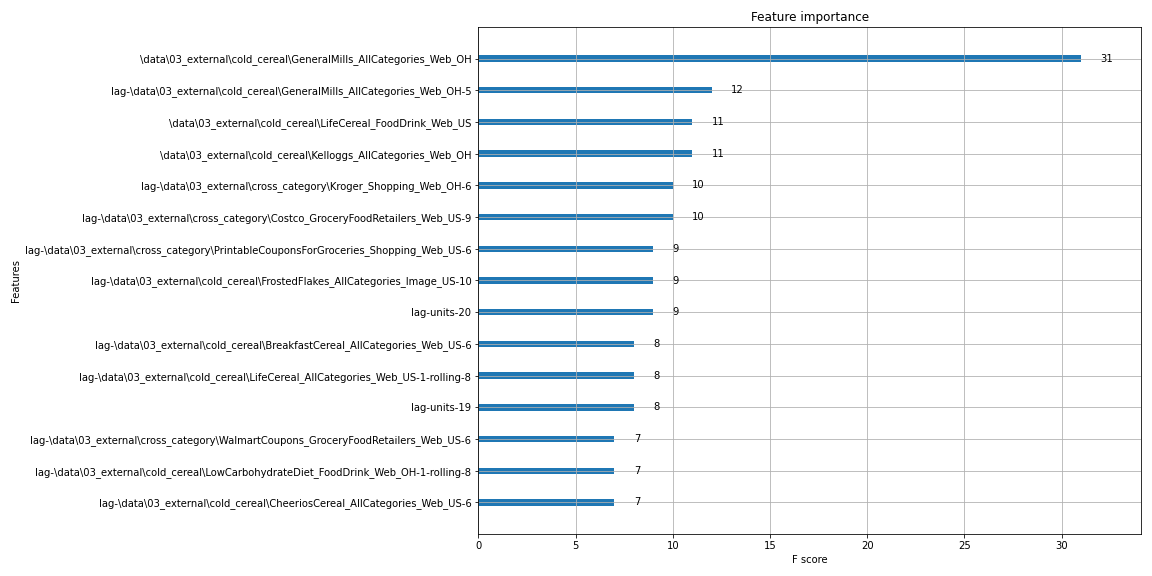 Feature importance
Features
\data\03_external\cold_cereal\GeneralMills_AllCategories_Web_OH 31
lag-\data\03_external\cold_cereal\GeneralMills_AllCategories_Web_OH-5 12
\data\03_external\cold_cereal\LifeCereal_FoodDrink_Web_US 11
\data\03_external\cold_cereal\Kelloggs_AllCategories_Web_OH 11
lag-\data\03_external\cross_category\Kroger_Shopping_Web_OH-6 10
lag-\data\03_external\cross_category\Costco_GroceryFoodRetailers_Web_US-9 10
lag-\data\03_external\cross_category\PrintableCouponsForGroceries_Shopping_Web_US-6 9
lag-\data\03_external\cold_cereal\FrostedFlakes_AllCategories_Image_US-10 9
lag-units-20 9
lag-\data\03_external\cold_cereal\BreakfastCereal_AllCategories_Web_US-6 8
lag-\data\03_external\cold_cereal\LifeCereal_AllCategories_Web_US-1-rolling-8 8
lag-units-19 8
lag-\data\03_external\cross_category\WalmartCoupons_GroceryFoodRetailers_Web_US-6 7
lag-\data\03_external\cold_cereal\LowCarbohydrateDiet_FoodDrink_Web_OH-1-rolling-8 7
lag-\data\03_external\cold_cereal\CheeriosCereal_AllCategories_Web_US-6 7
0 5 10 15 20 25 30
F score